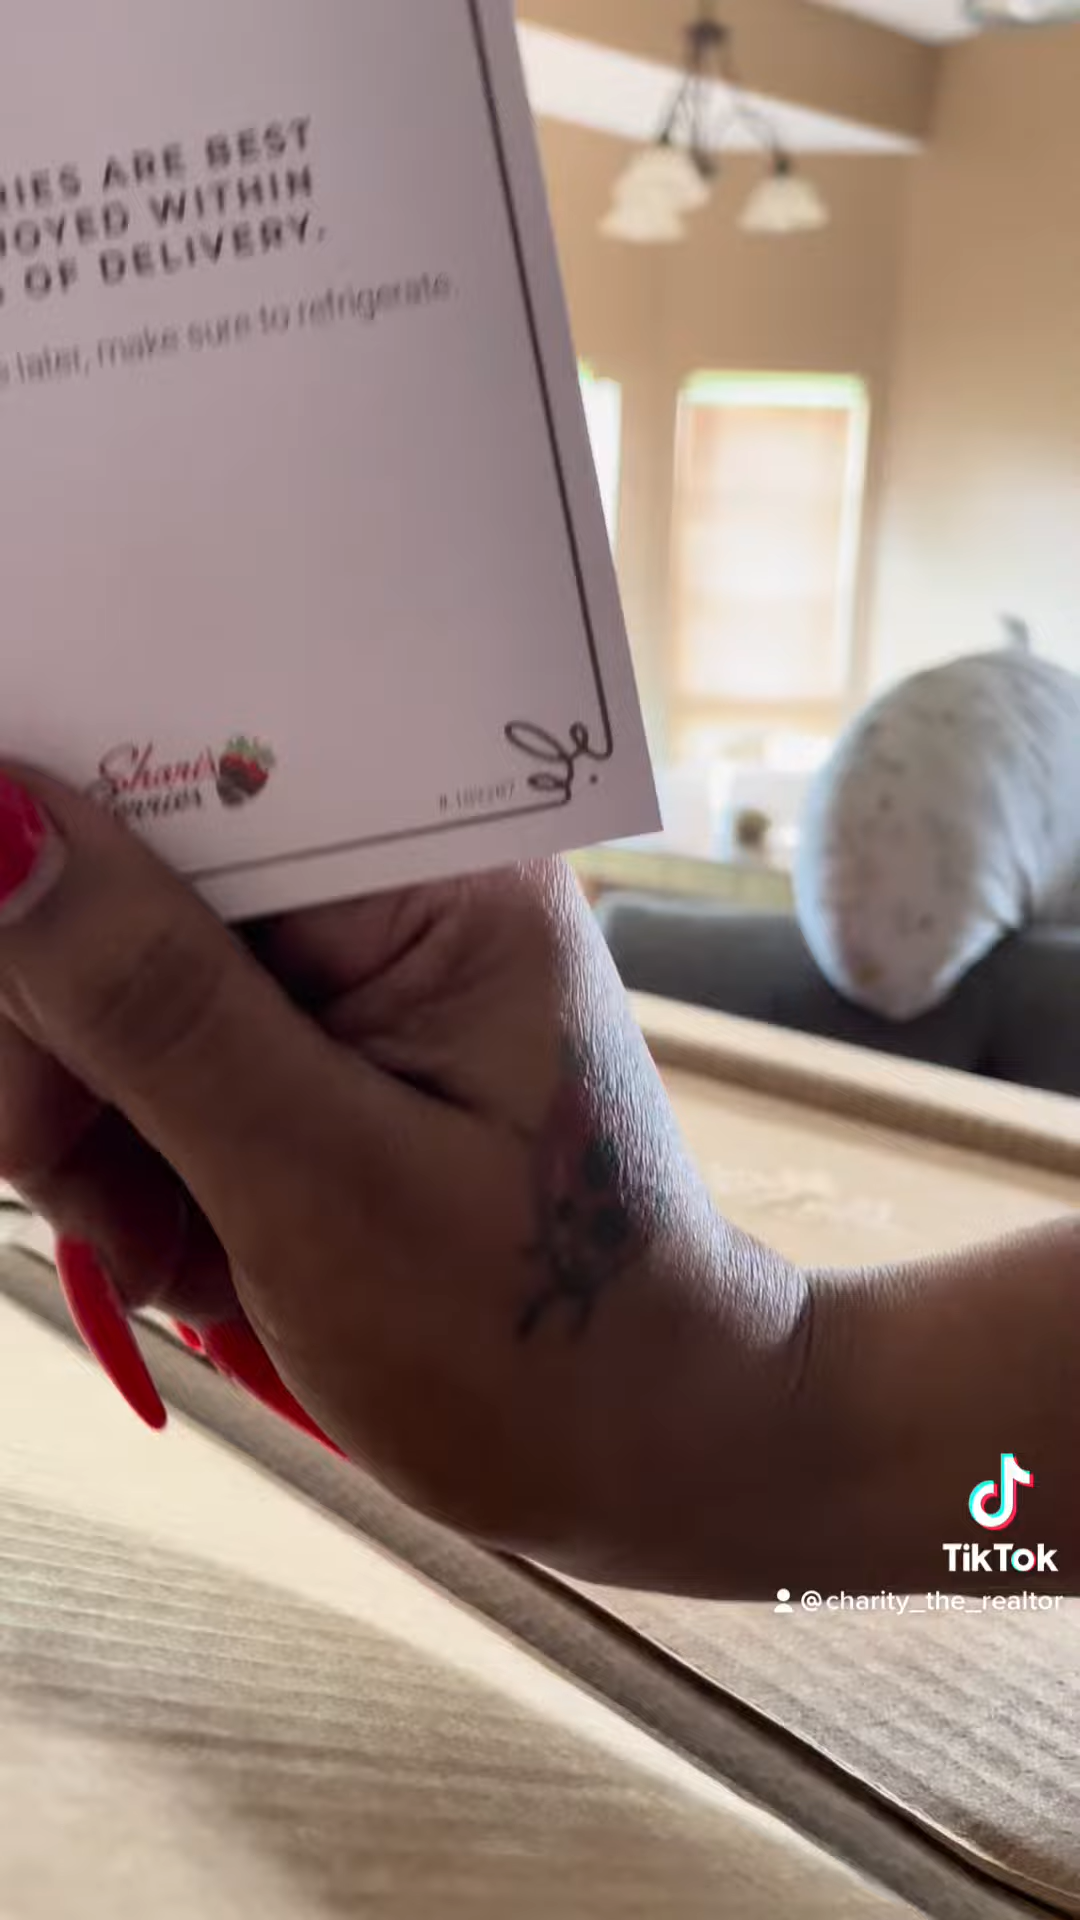 RIES ARE BEST
JOYED WITHIN
OF DELIVERY.
later, make sure to refrigerate.
Shari's
Berries
TikTok
@charity_the_realtor